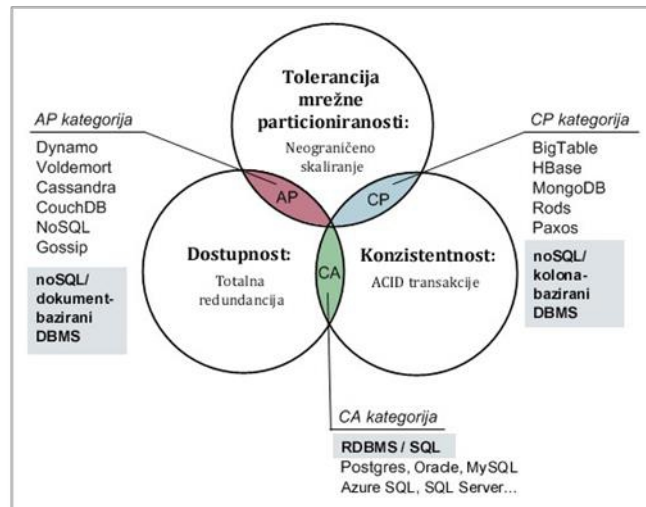 Tolerancija
mrežne
particioniranosti:
Neograničeno
skaliranje
AP kategorija
Dynamo
Voldemort
Cassandra
CouchDB
NoSQL
Gossip
noSQL/
dokument-
bazirani
DBMS
CP kategorija
BigTable
HBase
MongoDB
Rods
Paxos
noSQL/
kolona-
bazirani
DBMS
AP
CP
Dostupnost:
Totalna
redundancija
CA
Konzistentnost:
ACID transakcije
CA kategorija
RDBMS / SQL
Postgres, Oracle, MySQL
Azure SQL, SQL Server...